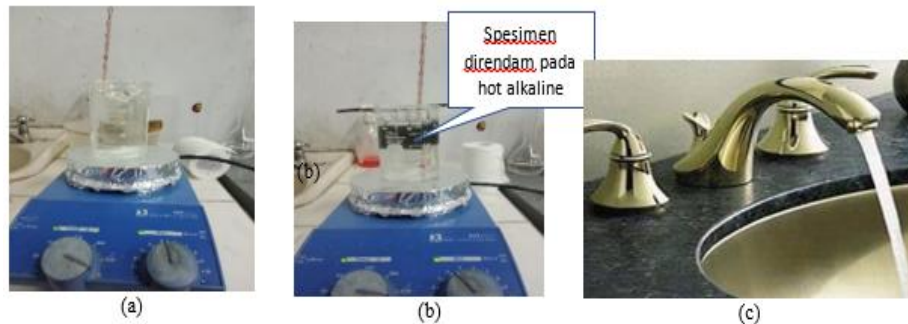 Spesimen
direndam pada
hot alkaline
(b)
(a)
(b)
(c)